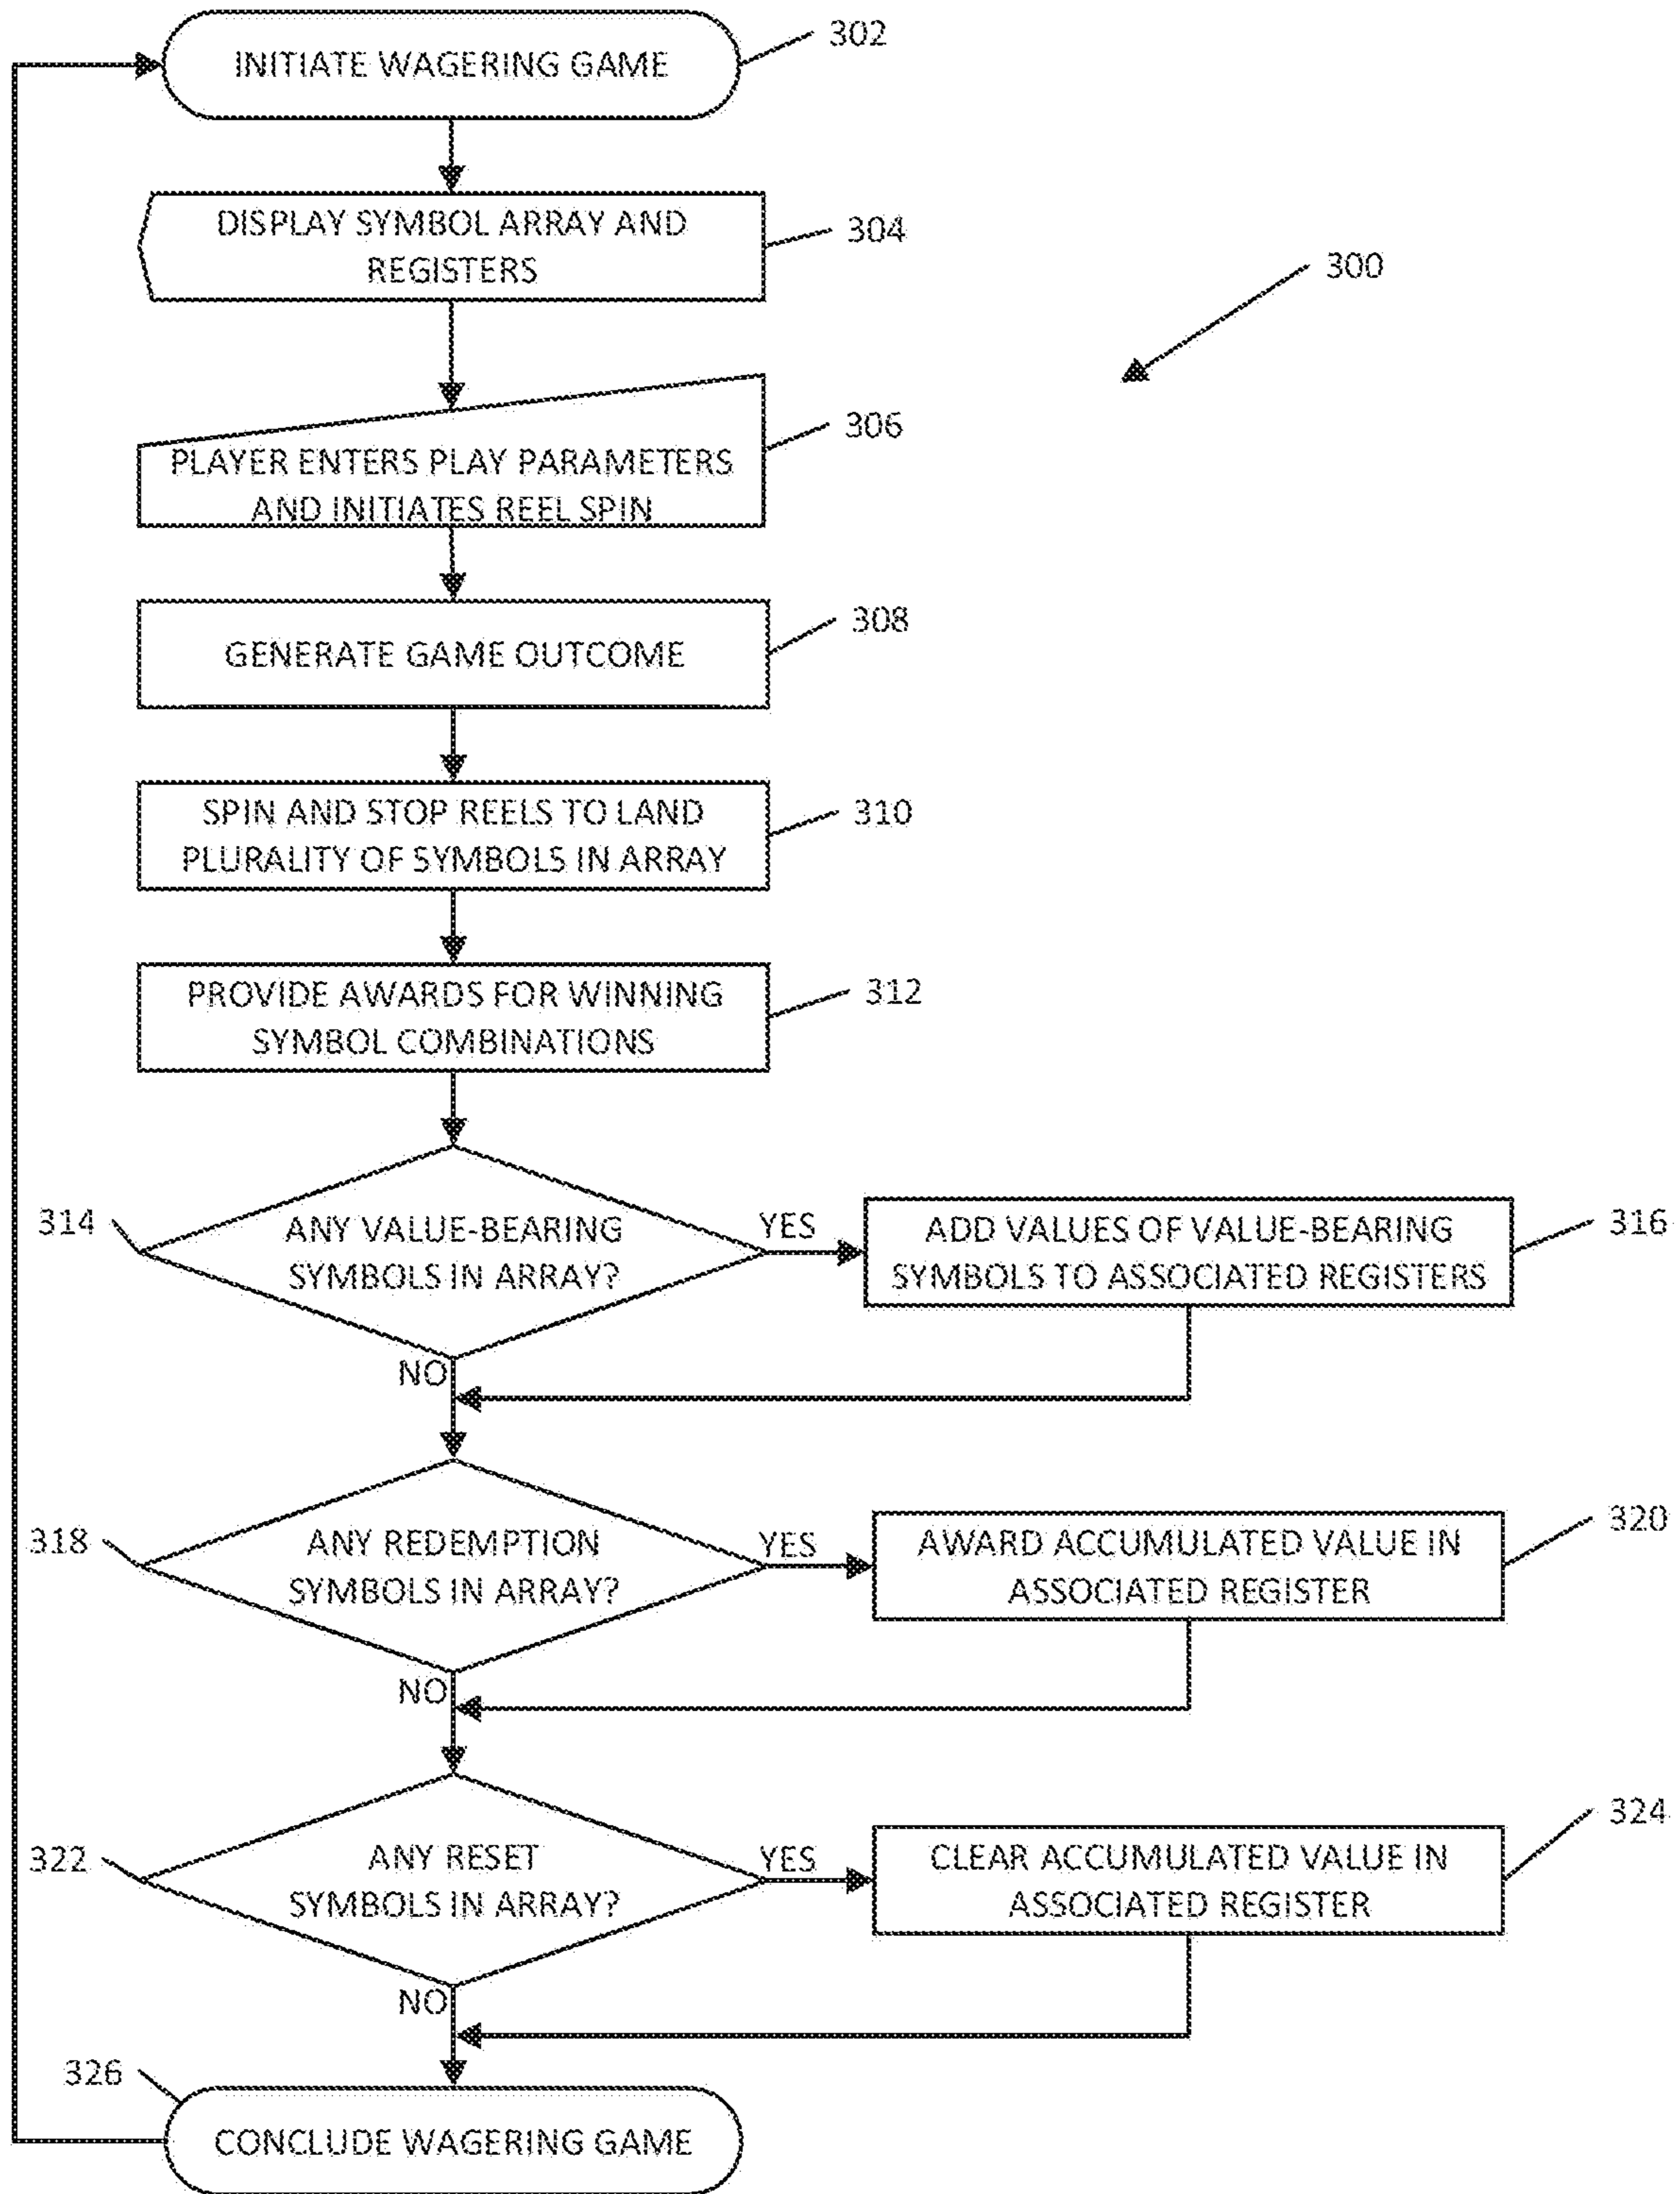 INITIATE WAGERING GAME
302
DISPLAY SYMBOL ARRAY AND
REGISTERS
304
300
PLAYER ENTERS PLAY PARAMETERS
AND INITIATES REEL SPIN
306
GENERATE GAME OUTCOME
308
SPIN AND STOP REELS TO LAND
PLURALITY OF SYMBOLS IN ARRAY
310
PROVIDE AWARDS FOR WINNING
SYMBOL COMBINATIONS
312
314
ANY VALUE-BEARING
SYMBOLS IN ARRAY?
YES
ADD VALUES OF VALUE-BEARING
SYMBOLS TO ASSOCIATED REGISTERS
316
NO
318
ANY REDEMPTION
SYMBOLS IN ARRAY?
YES
AWARD ACCUMULATED VALUE IN
ASSOCIATED REGISTER
320
NO
322
ANY RESET
SYMBOLS IN ARRAY?
YES
CLEAR ACCUMULATED VALUE IN
ASSOCIATED REGISTER
324
NO
326
CONCLUDE WAGERING GAME